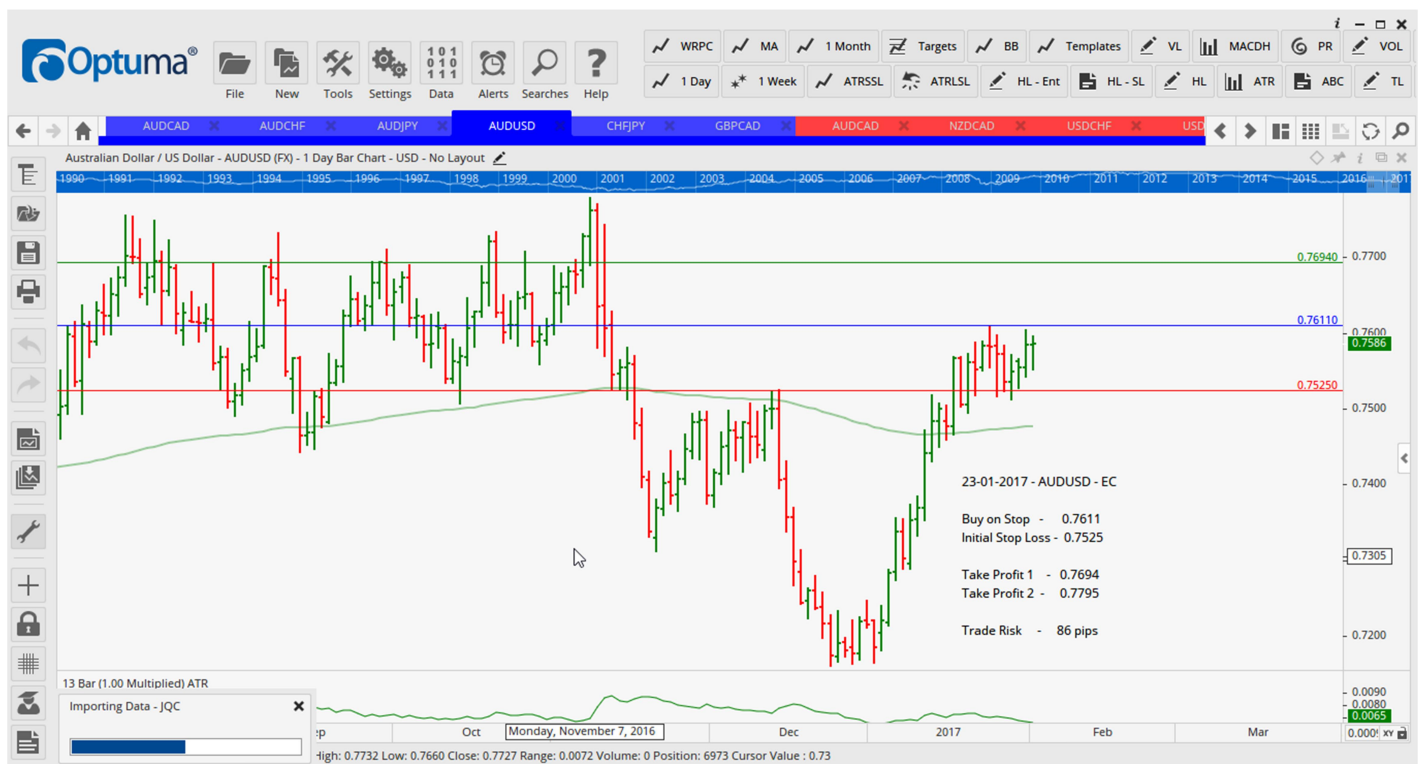 Optuma®
File New Tools Settings Data Alerts Searches Help
WRPC MA 1 Month Targets BB Templates VL MACDH PR VOL
1 Day 1 Week ATRSSL ATRLSL HL - Ent HL - SL HL ATR ABC TL
AUDCAD AUDCHF AUDJPY AUDUSD CHFJPY GBPCAD AUDCAD NZDCAD USDCHF USD
Australian Dollar / US Dollar - AUDUSD (FX) - 1 Day Bar Chart - USD - No Layout
1990 1991 1992 1993 1994 1995 1996 1997 1998 1999 2000 2001 2002 2003 2004 2005 2006 2007 2008 2009 2010 2011 2012 2013 2014 2015 2016 201
0.76940 0.7700
0.76110 0.7600
0.7586
0.75250
0.7500
23-01-2017 - AUDUSD - EC
0.7400
Buy on Stop - 0.7611
Initial Stop Loss - 0.7525
0.7305
Take Profit 1 - 0.7694
Take Profit 2 - 0.7795
Trade Risk - 86 pips
0.7200
13 Bar (1.00 Multiplied) ATR
0.0090
0.0080
0.0065
Importing Data - JQC
Oct Monday, November 7, 2016 Dec 2017 Feb Mar XY
High: 0.7732 Low: 0.7660 Close: 0.7727 Range: 0.0072 Volume: 0 Position: 6973 Cursor Value : 0.73